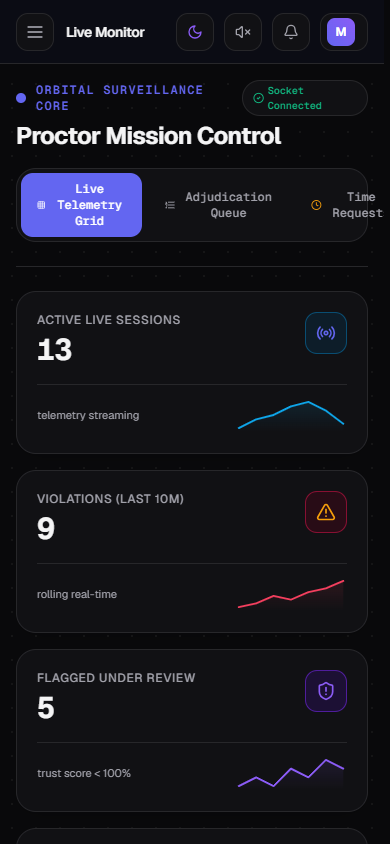 Live Monitor
M
ORBITAL SURVEILLANCE
CORE
Socket
Connected
Proctor Mission Control
Live
Telemetry
Grid
Adjudication
Queue
Time
Request
ACTIVE LIVE SESSIONS
13
telemetry streaming
VIOLATIONS (LAST 10M)
9
rolling real-time
FLAGGED UNDER REVIEW
5
trust score < 100%